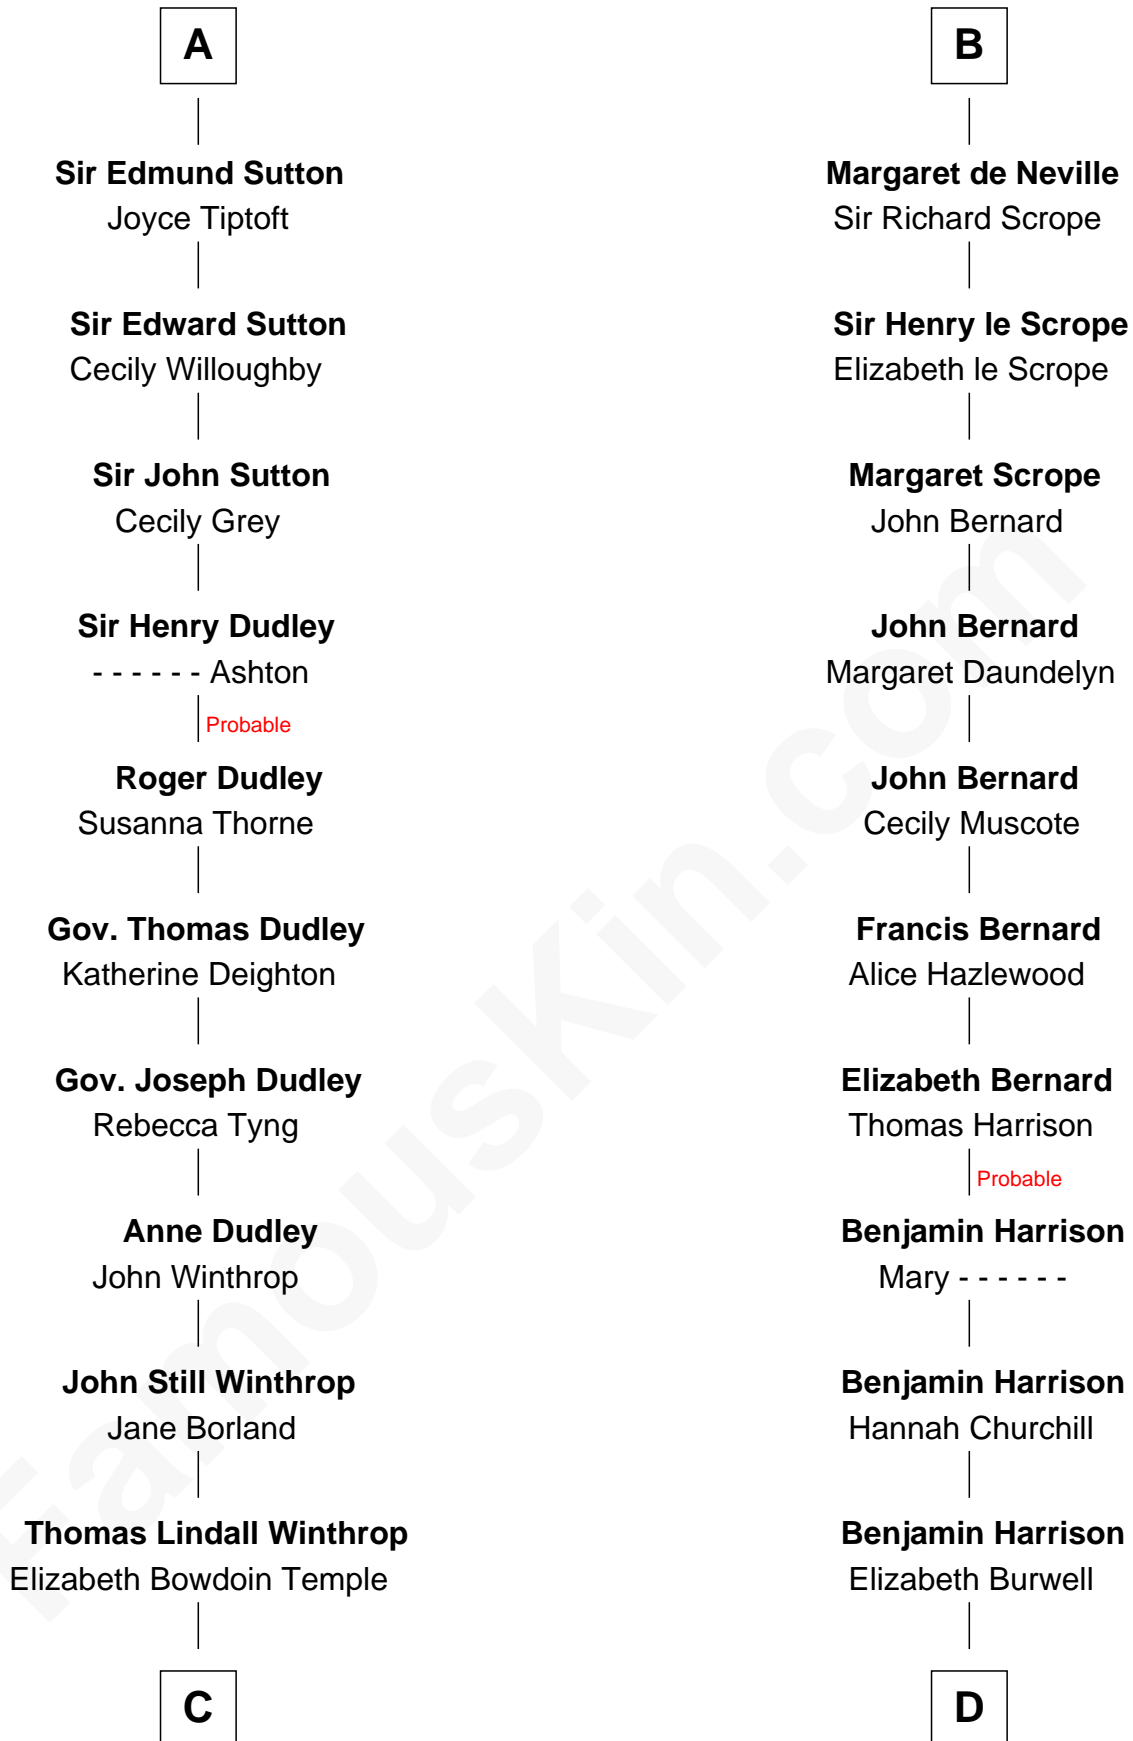 A
Sir Edmund Sutton
Joyce Tiptoft
Sir Edward Sutton
Cecily Willoughby
Sir John Sutton
Cecily Grey
Sir Henry Dudley
- - - - - - Ashton
Probable
Roger Dudley
Susanna Thorne
Gov. Thomas Dudley
Katherine Deighton
Gov. Joseph Dudley
Rebecca Tyng
Anne Dudley
John Winthrop
John Still Winthrop
Jane Borland
Thomas Lindall Winthrop
Elizabeth Bowdoin Temple
C
B
Margaret de Neville
Sir Richard Scrope
Sir Henry le Scrope
Elizabeth le Scrope
Margaret Scrope
John Bernard
John Bernard
Margaret Daundelyn
John Bernard
Cecily Muscote
Francis Bernard
Alice Hazlewood
Elizabeth Bernard
Thomas Harrison
Probable
Benjamin Harrison
Mary - - - - - -
Benjamin Harrison
Hannah Churchill
Benjamin Harrison
Elizabeth Burwell
D
FamousKin.com